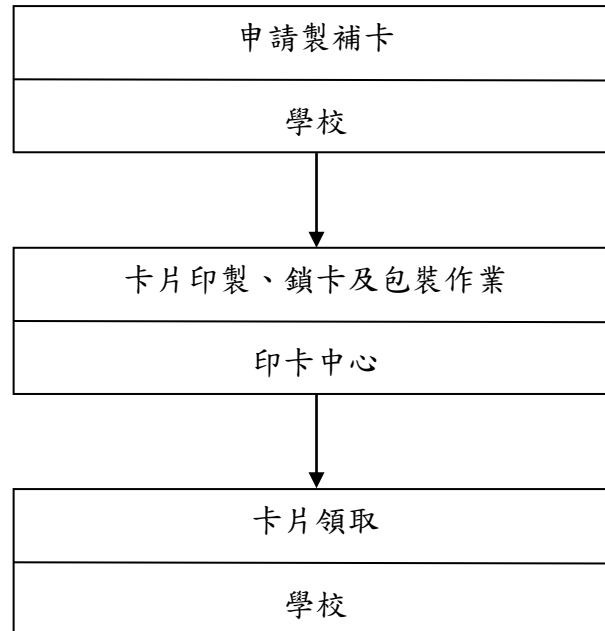 申請製補卡
學校
卡片印製、鎖卡及包裝作業
印卡中心
卡片領取
學校